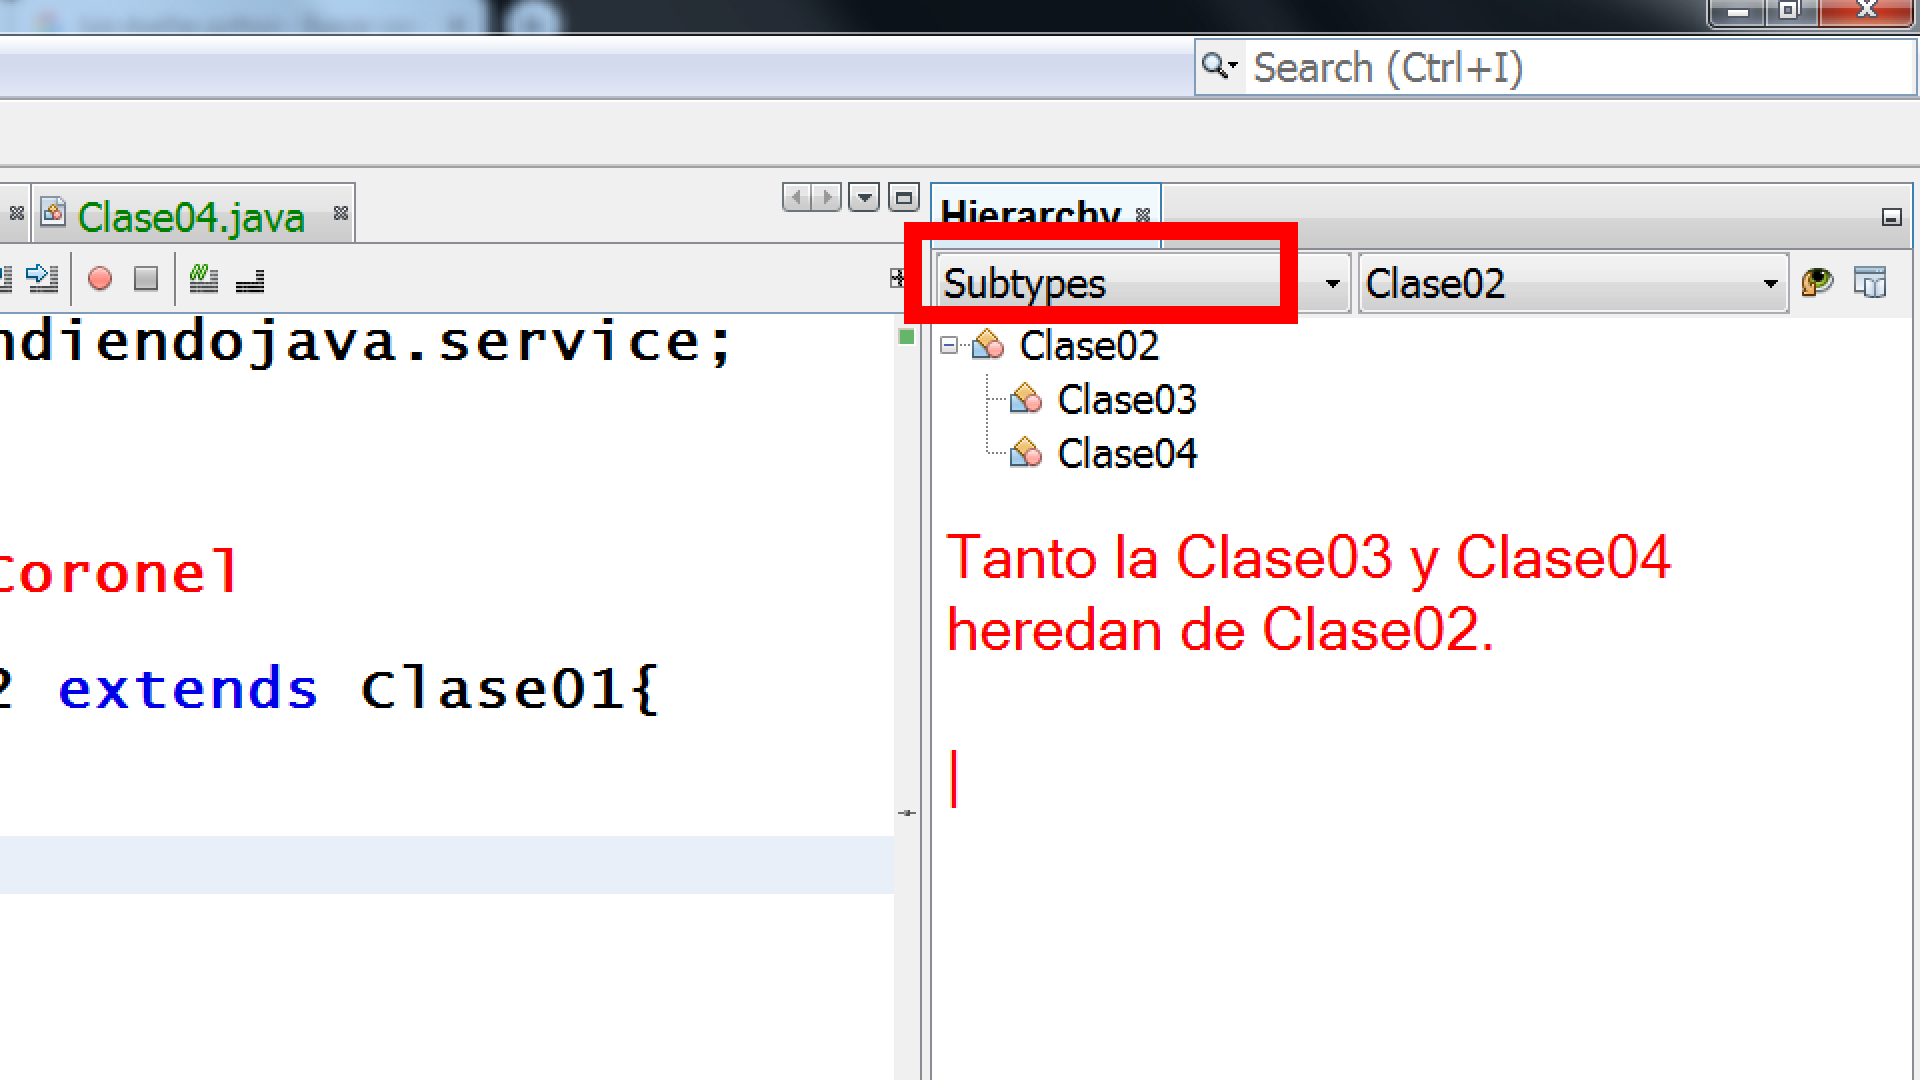 Search (Ctrl+I)
Clase04.java
Hierarchy
Subtypes
Clase02
ndiendojava.service;
Clase02
Clase03
Clase04
Tanto la Clase03 y Clase04
heredan de Clase02.
Coronel
2 extends Clase01{